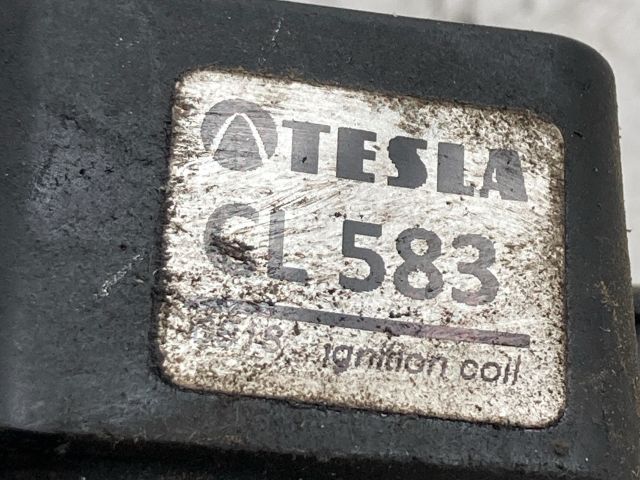 TESLA
CL 583
ignition coil